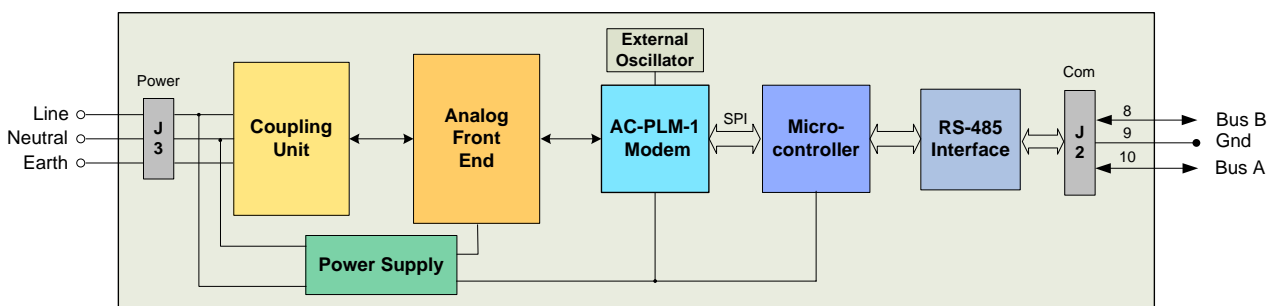 Power
Line
Neutral
Earth
J
3
Coupling
Unit
Analog
Front
End
External
Oscillator
AC-PLM-1
Modem
SPI
Micro-
controller
RS-485
Interface
Com
J
2
8
9
10
Bus B
Gnd
Bus A
Power Supply